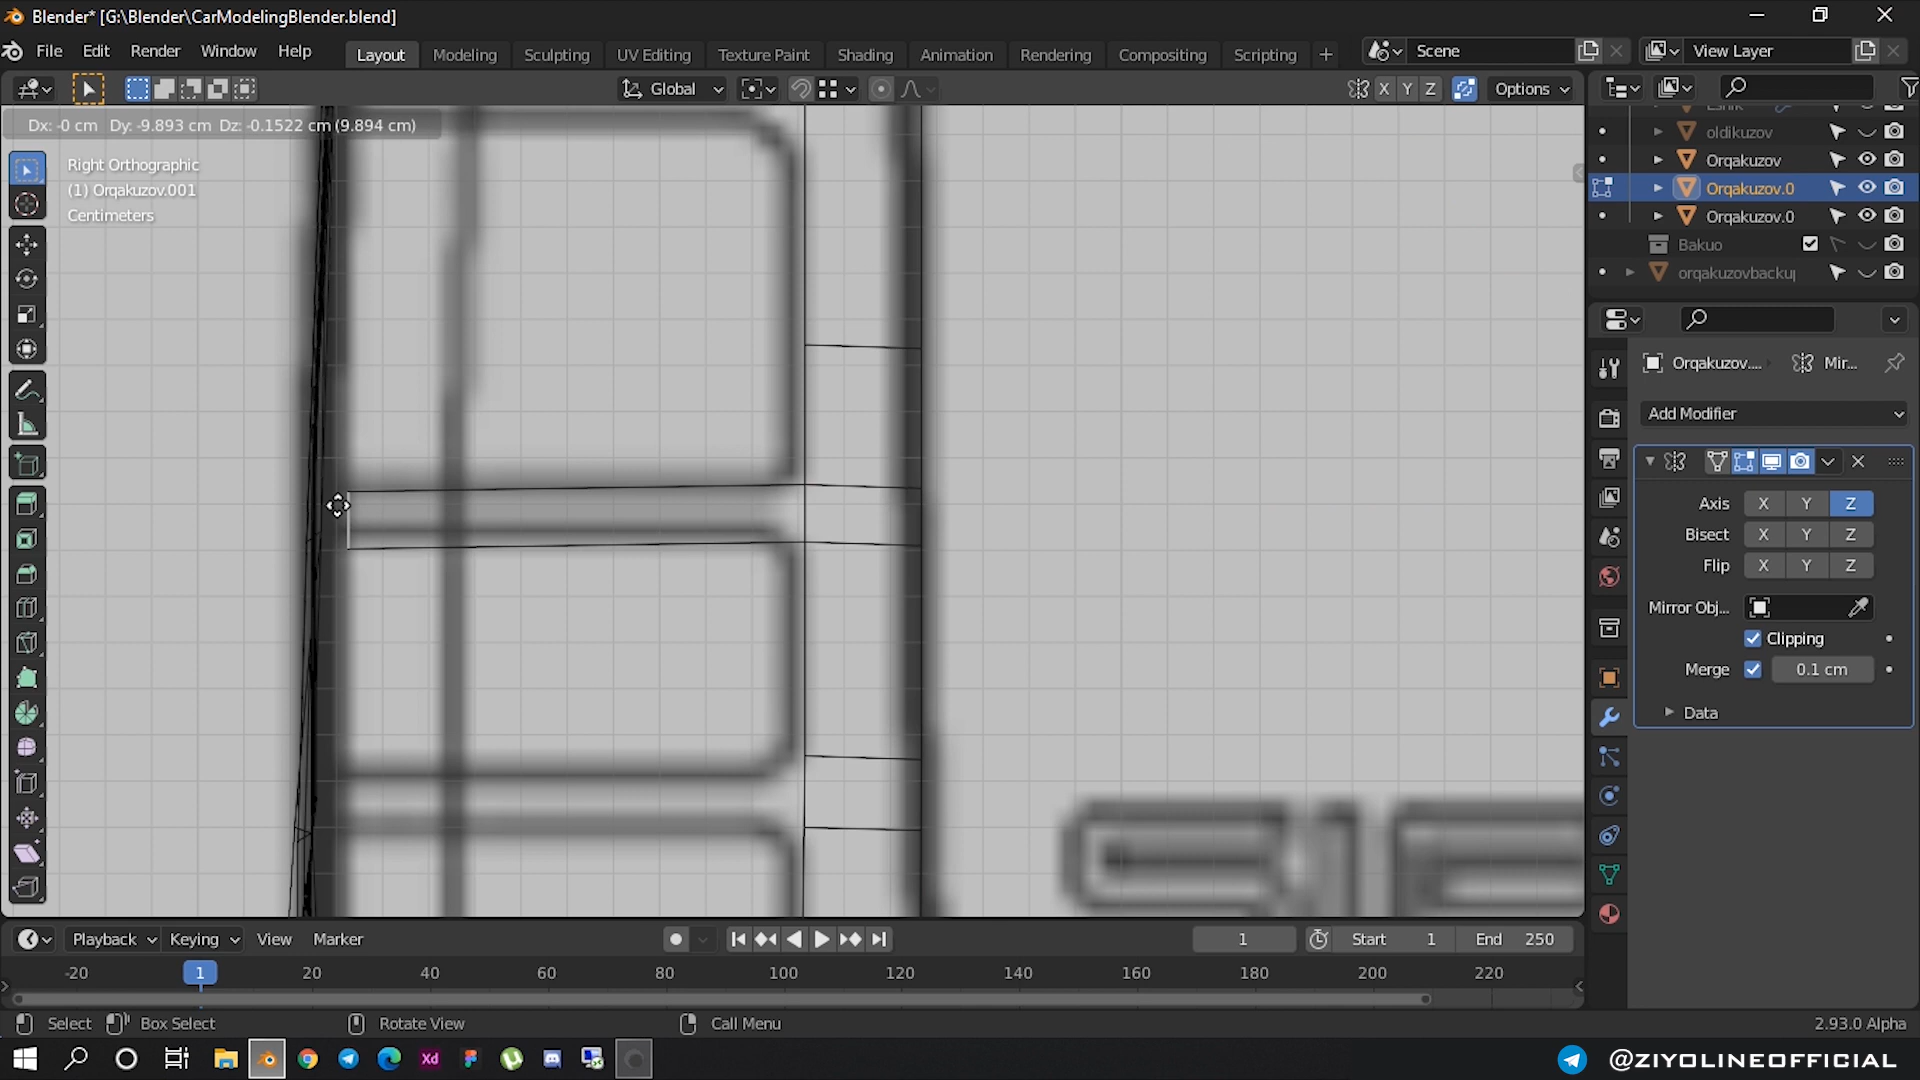 Blender* [G:\Blender\CarModelingBlender.blend]
File Edit Render Window Help Layout Modeling Sculpting UV Editing Texture Paint Shading Animation Rendering Compositing Scripting + Scene View Layer
Global X Y Z Options
Dx: -0 cm Dy: -9.893 cm Dz: -0.1522 cm (9.894 cm)
Right Orthographic
(1) Orqakuzov.001
Centimeters
oldikuzov
Orqakuzov
Orqakuzov.0
Orqakuzov.0
Bakuo
orqakuzovbackup
Orqakuzov.... Mir...
Add Modifier
Axis X Y Z
Bisect X Y Z
Flip X Y Z
Mirror Obj...
Clipping
Merge 0.1 cm
Data
Playback Keying View Marker 1 Start 1 End 250
-20 1 20 40 60 80 100 120 140 160 180 200 220
Select Box Select Rotate View Call Menu 2.93.0 Alpha
Xd @ZIYOLINEOFFICIAL